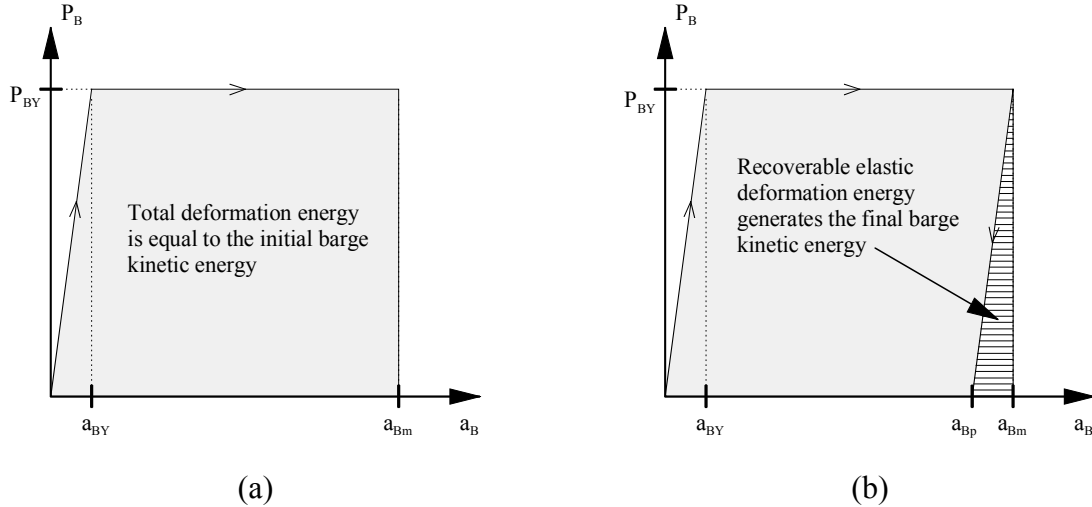 P_B
P_BY
Total deformation energy
is equal to the initial barge
kinetic energy
a_BY
a_Bm
a_B
(a)
P_B
P_BY
Recoverable elastic
deformation energy
generates the final barge
kinetic energy
a_BY
a_Bp
a_Bm
a_B
(b)